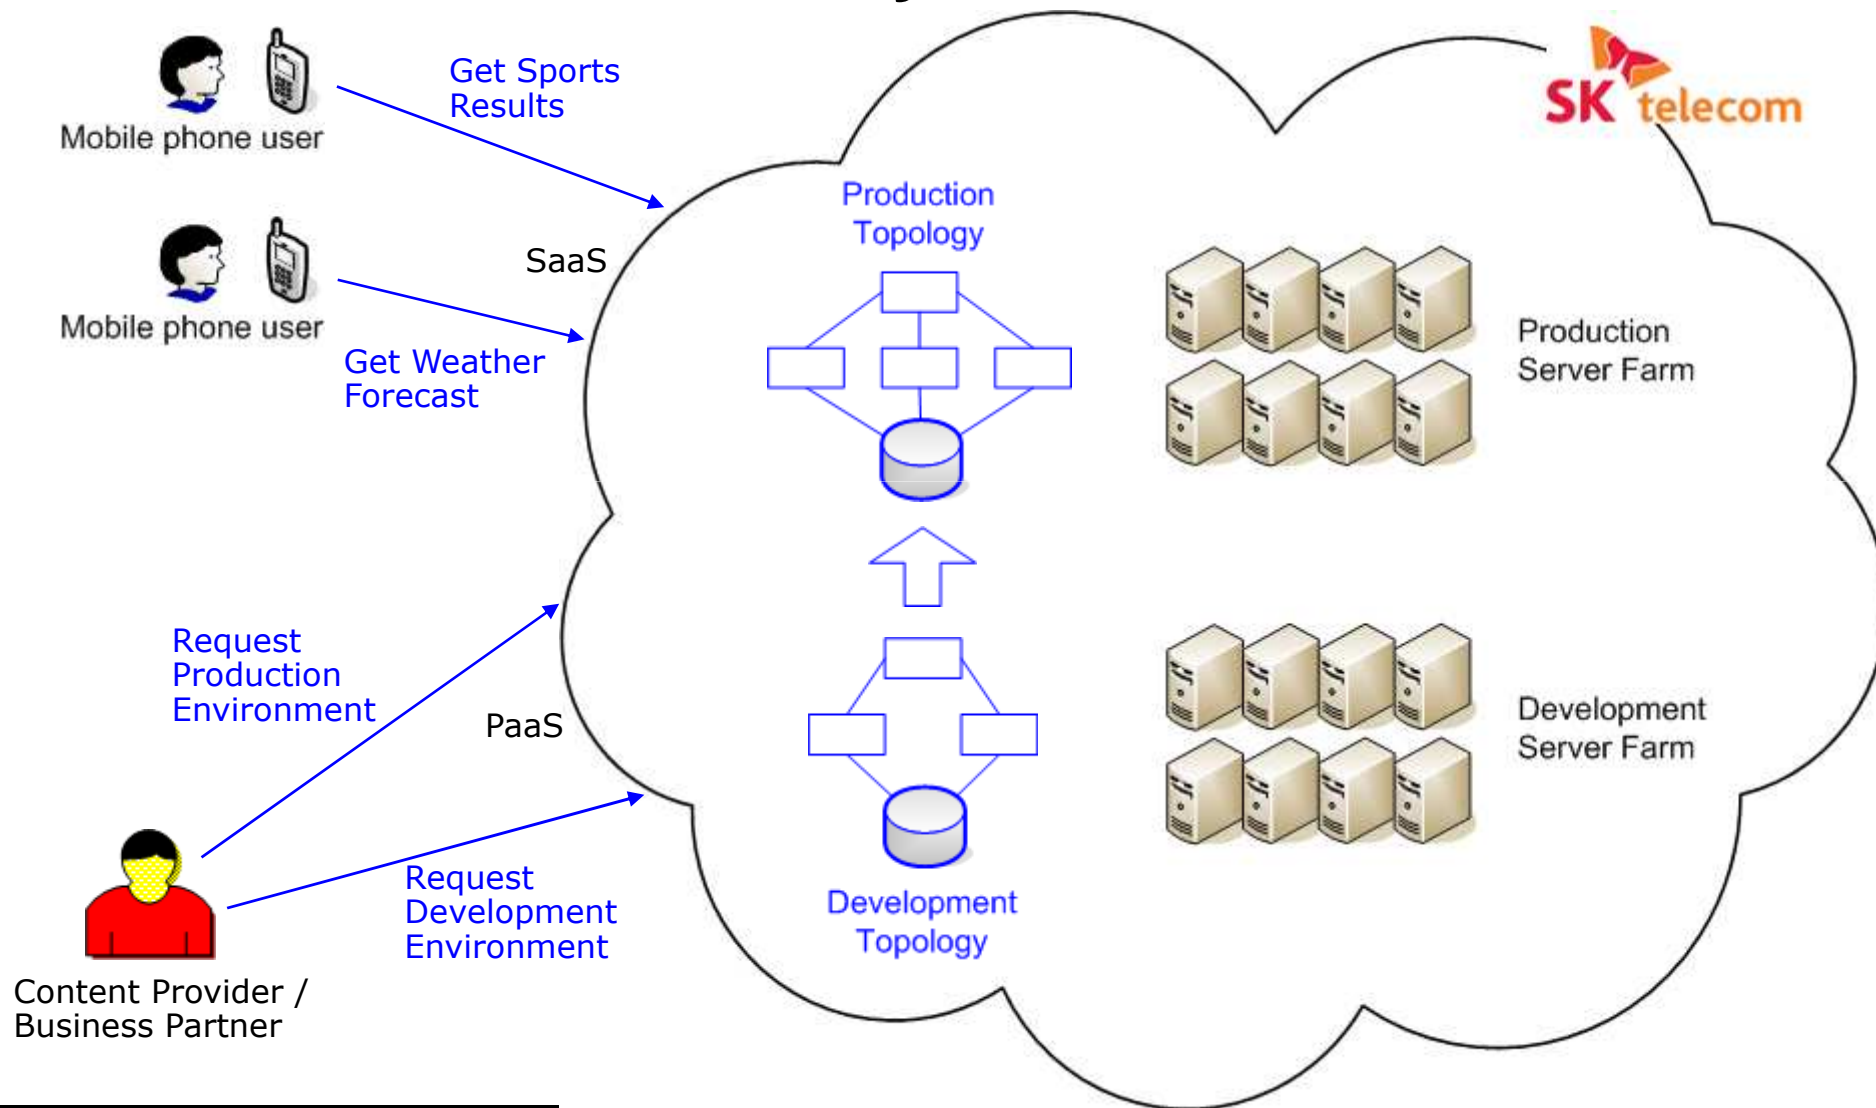 Get Sports
Results
Mobile phone user
SK telecom
Production
Topology
SaaS
Mobile phone user
Get Weather
Forecast
Production
Server Farm
Request
Production
Environment
PaaS
Development
Server Farm
Request
Development
Environment
Development
Topology
Content Provider /
Business Partner